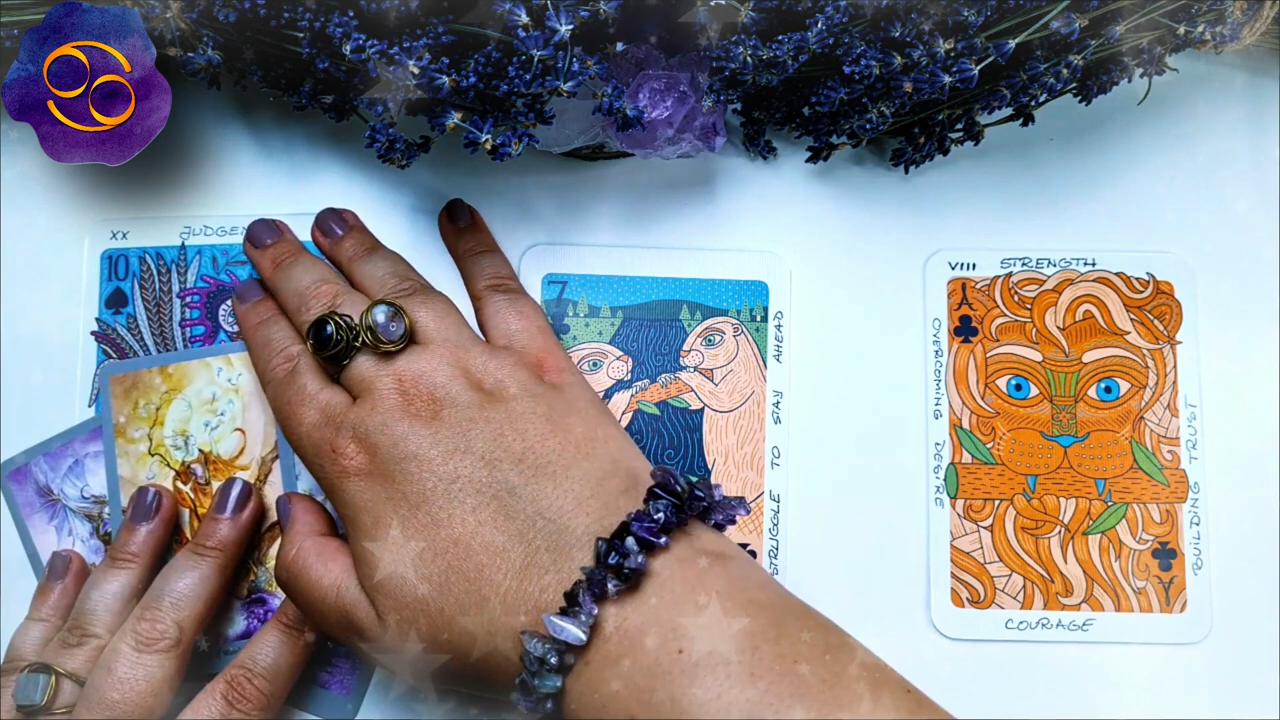 XX
10
7
STRUGGLE TO STAY AHEAD
VIII STRENGTH
A
OVERCOMING DESIRE
BUILDING TRUST
A
COURAGE